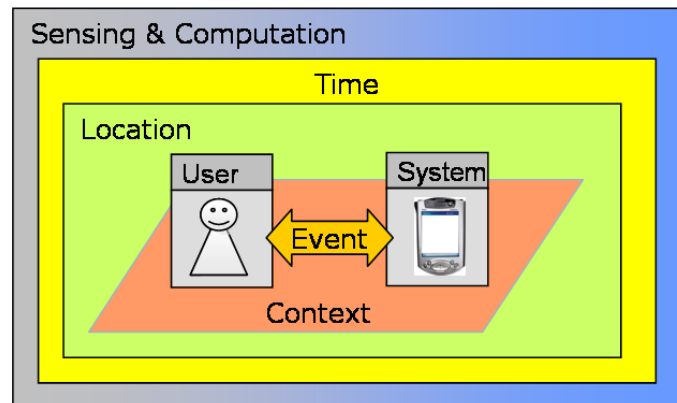 Sensing & Computation
Time
Location
User
System
Event
Context